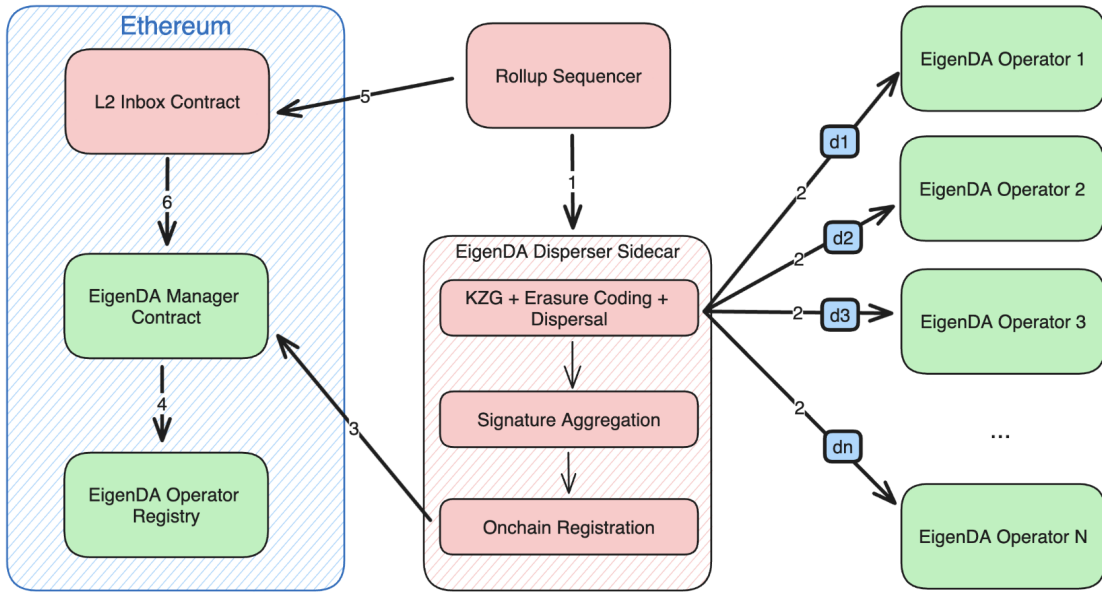 Ethereum
L2 Inbox Contract
6
EigenDA Manager
Contract
4
EigenDA Operator
Registry
5
3
Rollup Sequencer
1
EigenDA Disperser Sidecar
KZG + Erasure Coding +
Dispersal
Signature Aggregation
Onchain Registration
2
d1
2
d2
2
d3
2
dn
EigenDA Operator 1
EigenDA Operator 2
EigenDA Operator 3
...
EigenDA Operator N